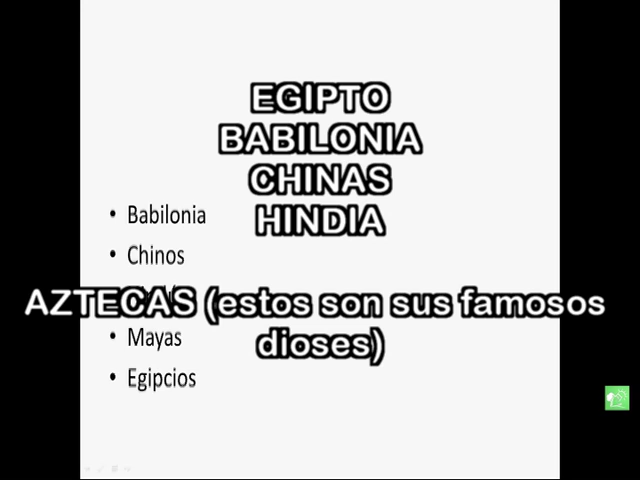 EGIPTO
BABILONIA
CHINAS
HINDIA
AZTECAS (estos son sus famosos
dioses)
• Babilonia
• Chinos
• Mayas
• Egipcios